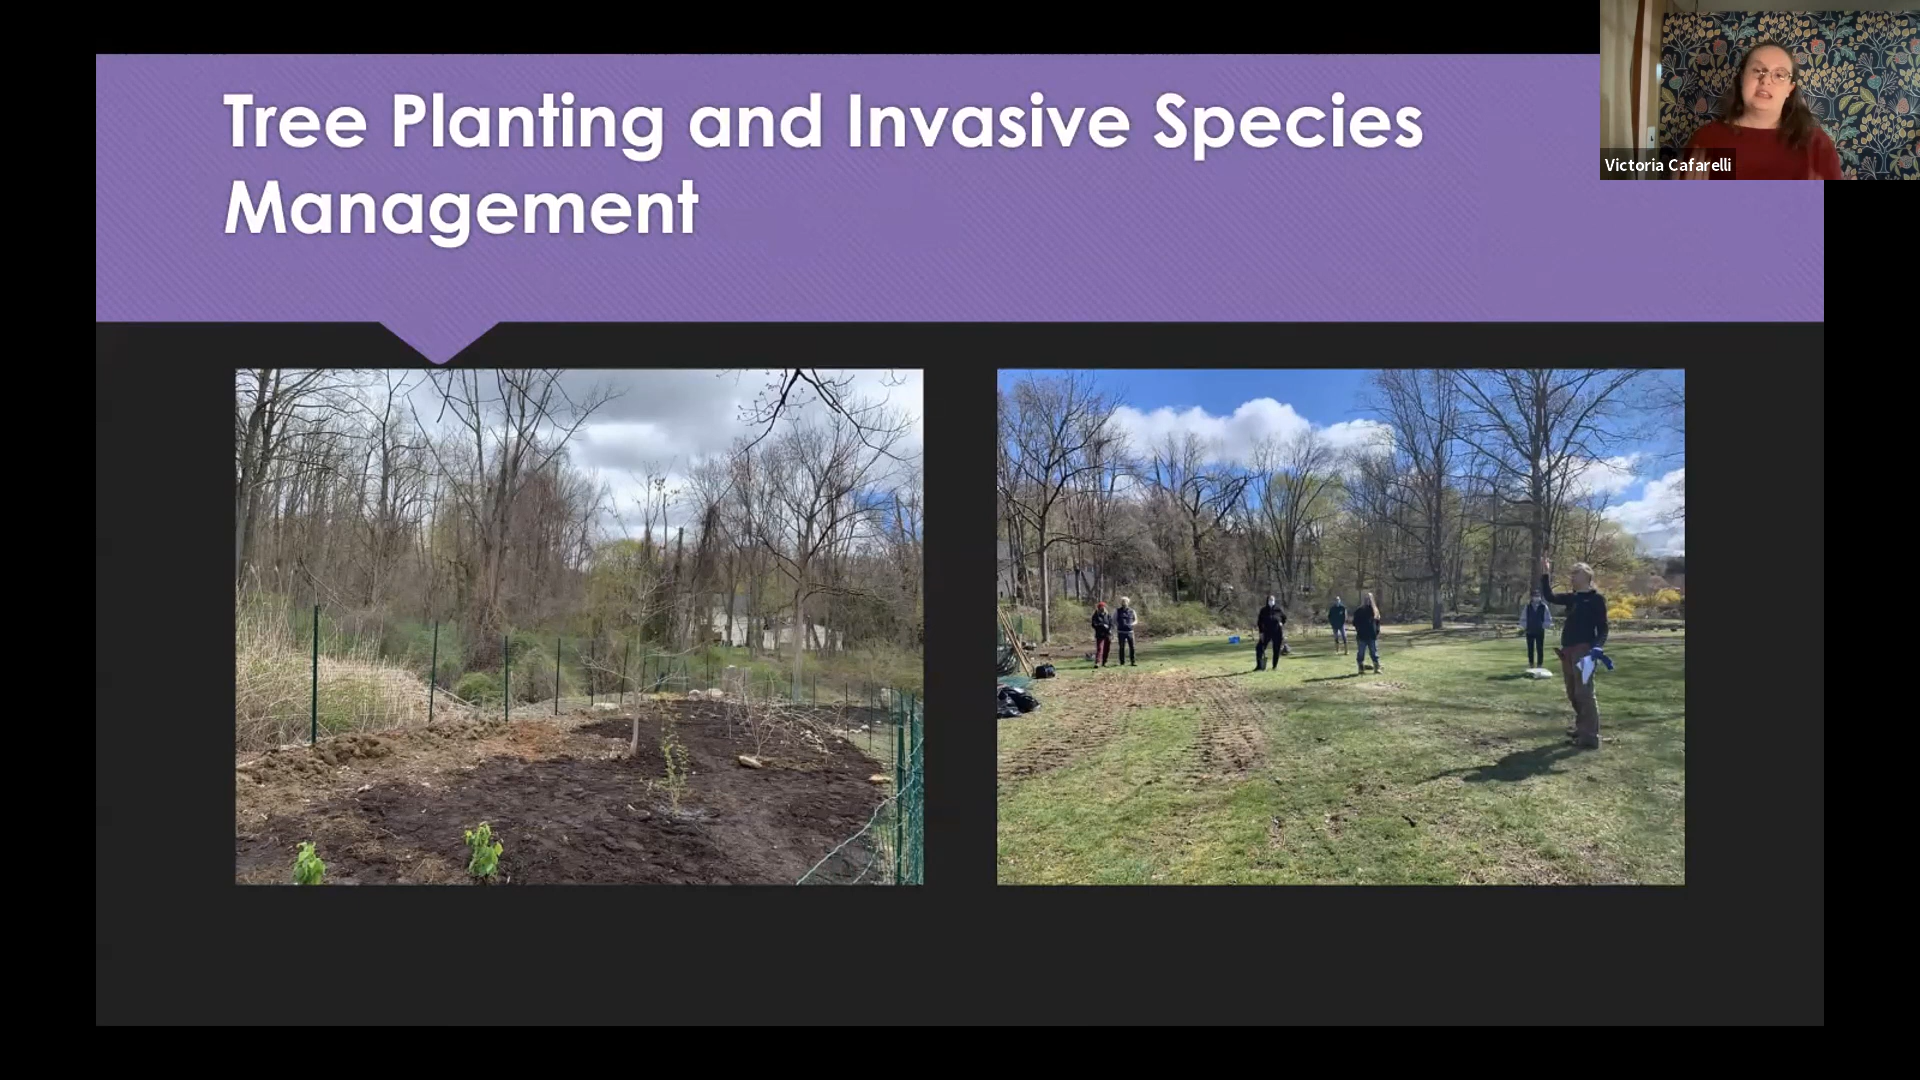 Tree Planting and Invasive Species
Management
Victoria Cafarelli